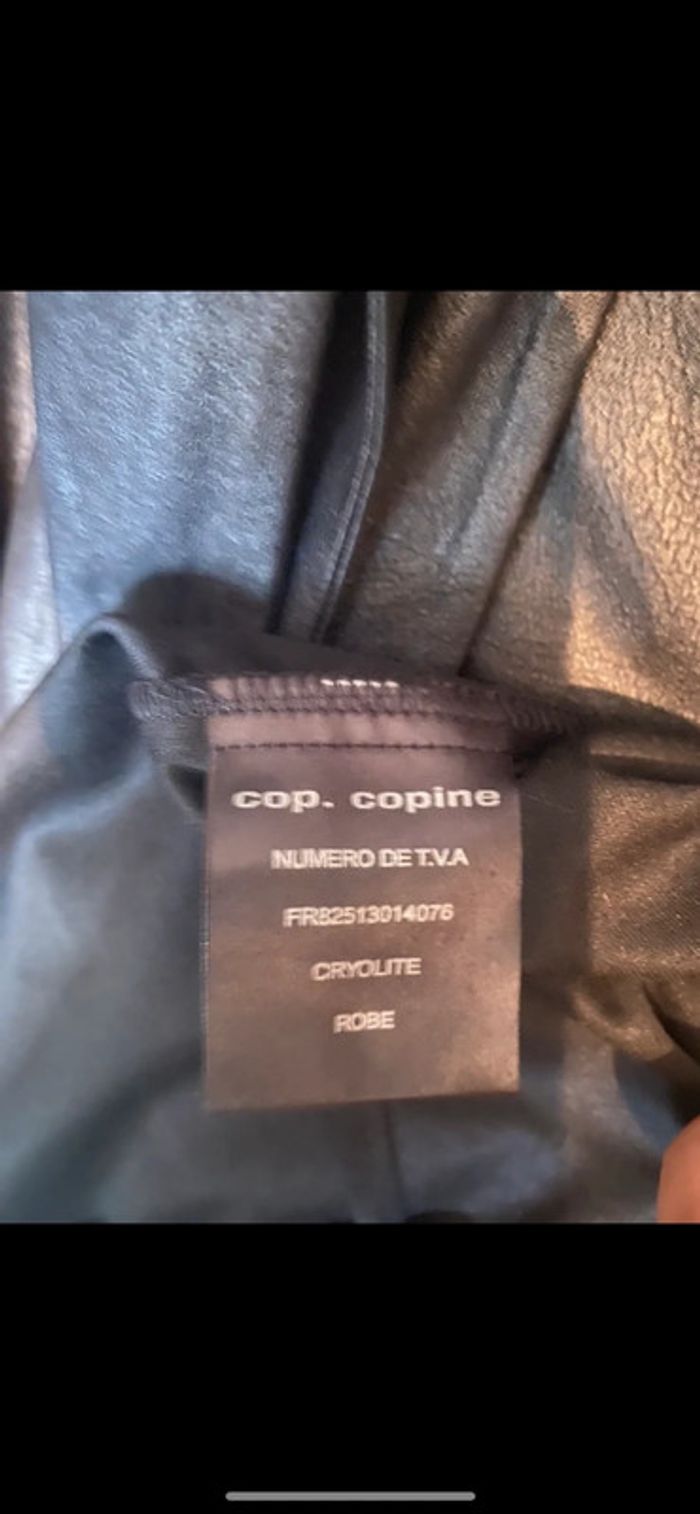 cop. copine
NUMERO DE T.V.A
FR82513014076
CRYOLITE
ROBE